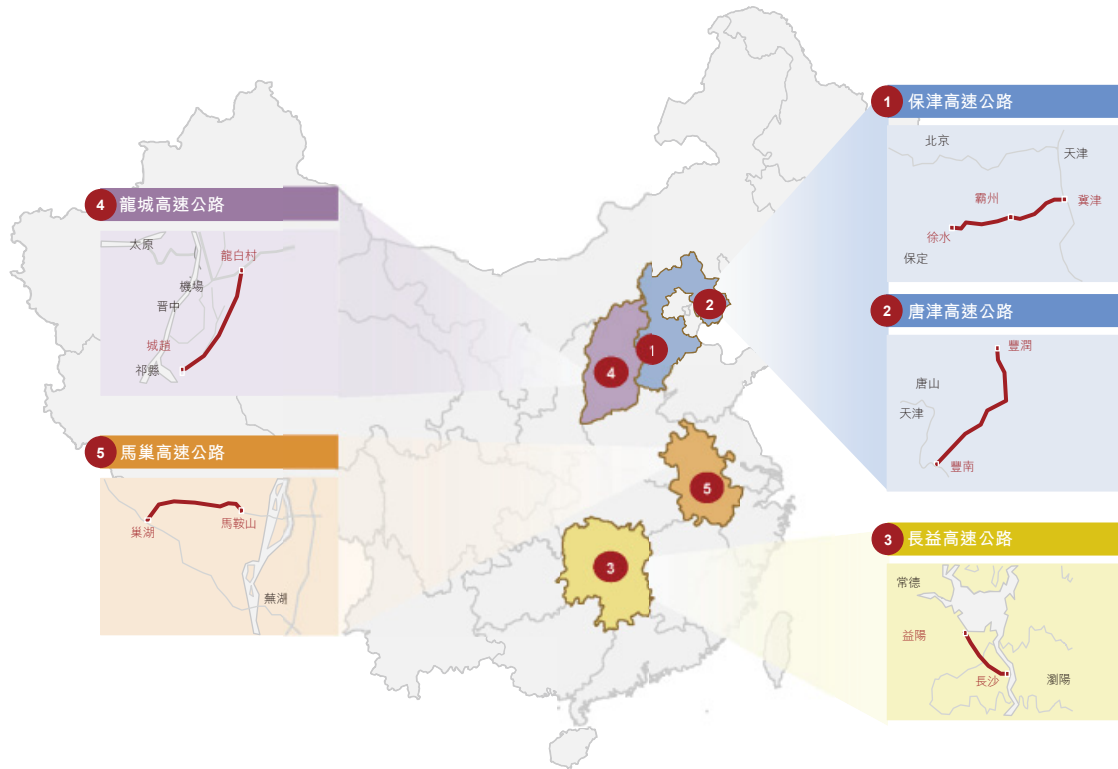 1 保津高速公路
北京
天津
霸州
冀津
徐水
保定
2 唐津高速公路
豐潤
唐山
天津
豐南
3 長益高速公路
常德
益陽
長沙
瀏陽
4 龍城高速公路
太原
龍白村
機場
晋中
城趙
祁縣
5 馬巢高速公路
巢湖
馬鞍山
蕪湖
2
1
4
5
3